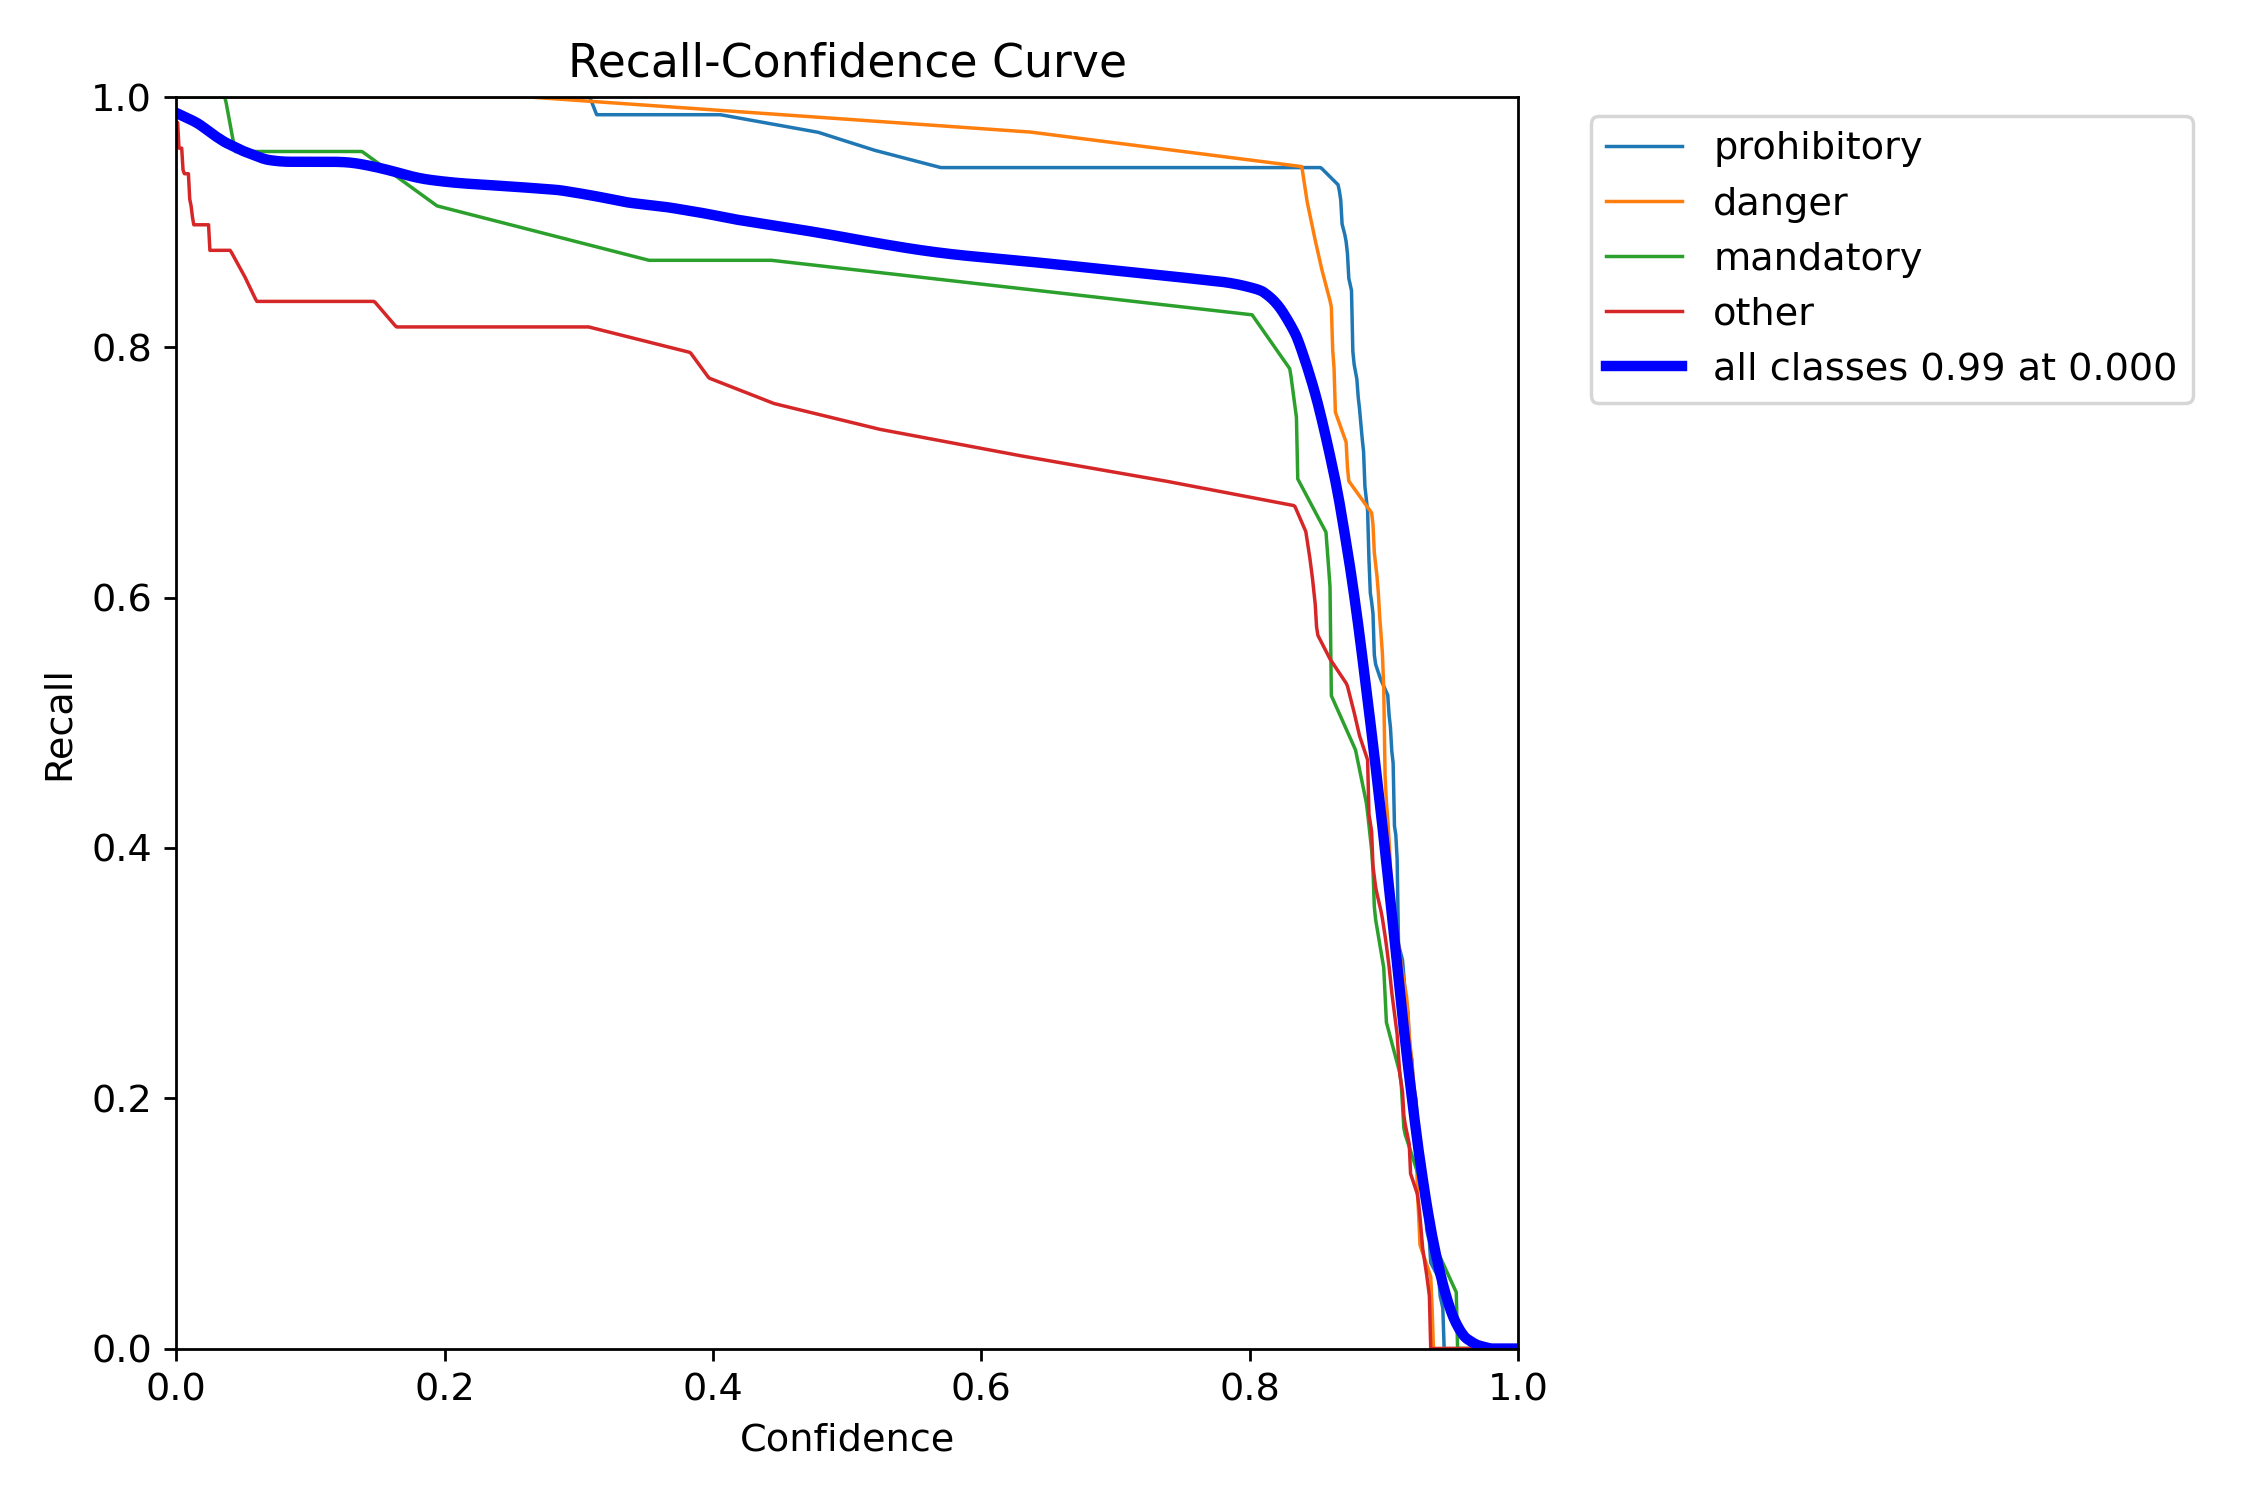 Recall-Confidence Curve
1.0
0.8
0.6
0.4
0.2
0.0
Recall
0.0 0.2 0.4 0.6 0.8 1.0
Confidence
prohibitory
danger
mandatory
other
all classes 0.99 at 0.000